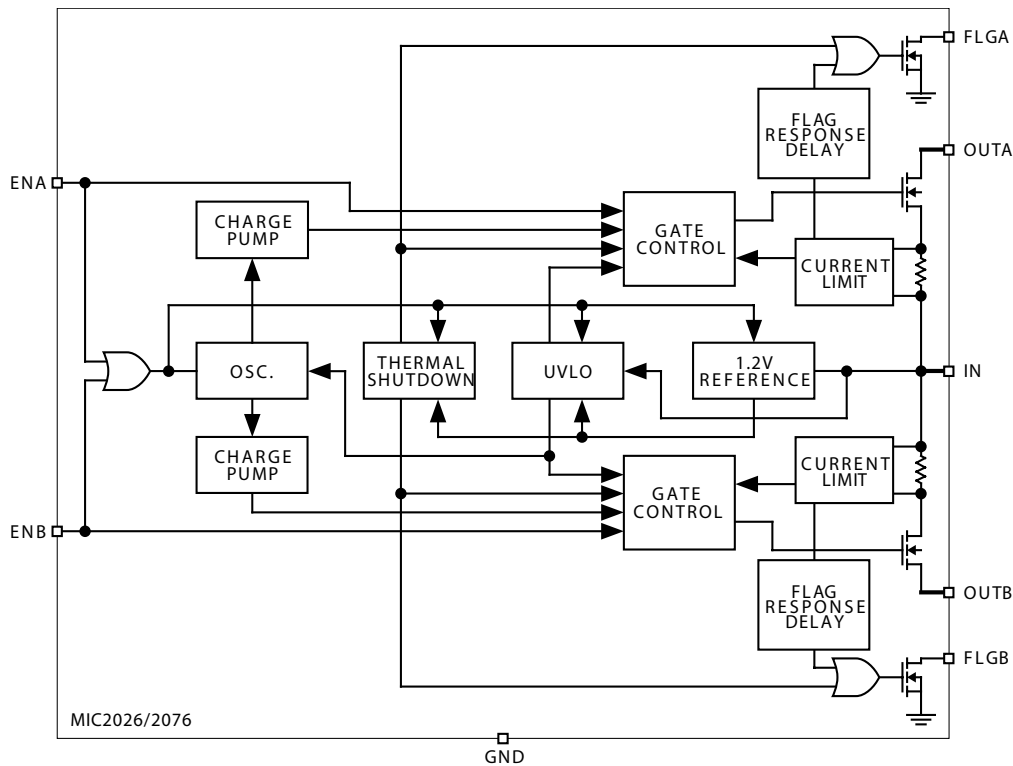 FLGA
FLAG
RESPONSE
DELAY
OUTA
ENA
CHARGE
PUMP
GATE
CONTROL
CURRENT
LIMIT
OSC.
THERMAL
SHUTDOWN
UVLO
1.2V
REFERENCE
IN
CHARGE
PUMP
CURRENT
LIMIT
GATE
CONTROL
ENB
FLAG
RESPONSE
DELAY
OUTB
FLGB
MIC2026/2076
GND